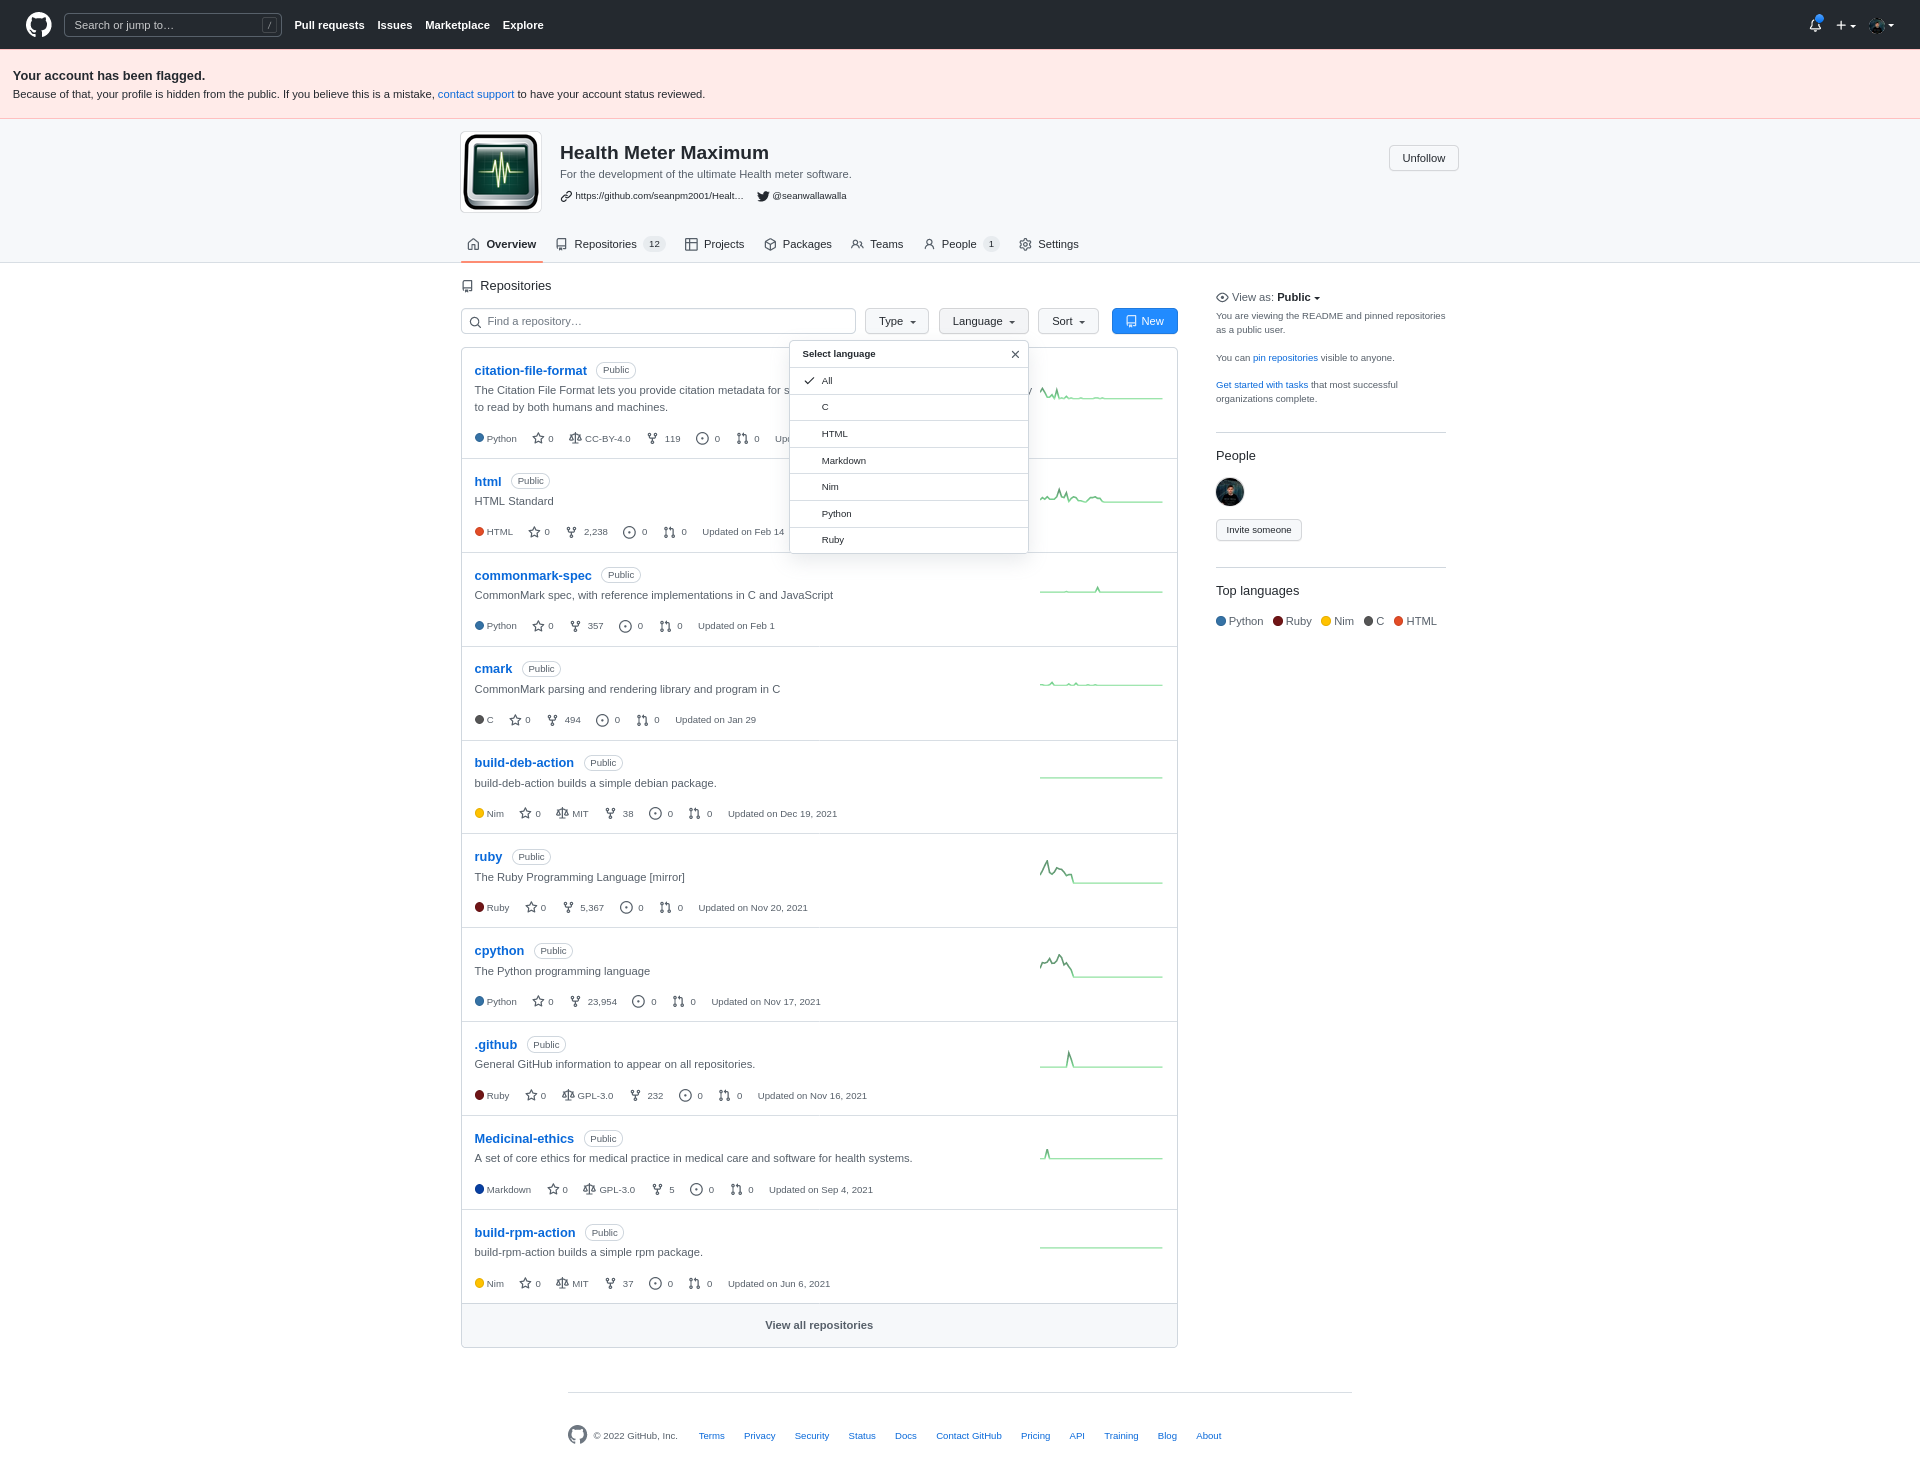 Search or jump to… /
Pull requests Issues Marketplace Explore
Your account has been flagged.
Because of that, your profile is hidden from the public. If you believe this is a mistake, contact support to have your account status reviewed.
Health Meter Maximum
For the development of the ultimate Health meter software.
https://github.com/seanpm2001/Healt… @seanwallawalla
Unfollow
Overview Repositories 12 Projects Packages Teams People 1 Settings
Repositories
Find a repository… Type Language Sort New
Select language
All
C
HTML
Markdown
Nim
Python
Ruby
citation-file-format Public
The Citation File Format lets you provide citation metadata for s y
to read by both humans and machines.
Python 0 CC-BY-4.0 119 0 0 Upd
html Public
HTML Standard
HTML 0 2,238 0 0 Updated on Feb 14
commonmark-spec Public
CommonMark spec, with reference implementations in C and JavaScript
Python 0 357 0 0 Updated on Feb 1
cmark Public
CommonMark parsing and rendering library and program in C
C 0 494 0 0 Updated on Jan 29
build-deb-action Public
build-deb-action builds a simple debian package.
Nim 0 MIT 38 0 0 Updated on Dec 19, 2021
ruby Public
The Ruby Programming Language [mirror]
Ruby 0 5,367 0 0 Updated on Nov 20, 2021
cpython Public
The Python programming language
Python 0 23,954 0 0 Updated on Nov 17, 2021
.github Public
General GitHub information to appear on all repositories.
Ruby 0 GPL-3.0 232 0 0 Updated on Nov 16, 2021
Medicinal-ethics Public
A set of core ethics for medical practice in medical care and software for health systems.
Markdown 0 GPL-3.0 5 0 0 Updated on Sep 4, 2021
build-rpm-action Public
build-rpm-action builds a simple rpm package.
Nim 0 MIT 37 0 0 Updated on Jun 6, 2021
View all repositories
View as: Public
You are viewing the README and pinned repositories
as a public user.
You can pin repositories visible to anyone.
Get started with tasks that most successful
organizations complete.
People
Invite someone
Top languages
Python Ruby Nim C HTML
© 2022 GitHub, Inc. Terms Privacy Security Status Docs Contact GitHub Pricing API Training Blog About